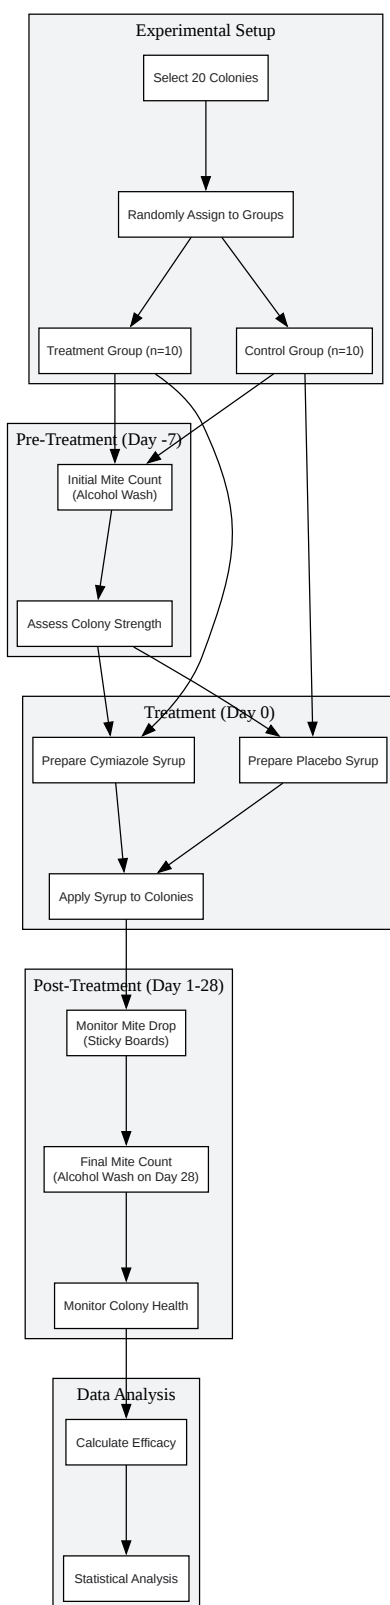 Experimental Setup
Select 20 Colonies
Randomly Assign to Groups
Treatment Group (n=10)
Control Group (n=10)
Pre-Treatment (Day -7)
Initial Mite Count
(Alcohol Wash)
Assess Colony Strength
Treatment (Day 0)
Prepare Cymiazole Syrup
Prepare Placebo Syrup
Apply Syrup to Colonies
Post-Treatment (Day 1-28)
Monitor Mite Drop
(Sticky Boards)
Final Mite Count
(Alcohol Wash on Day 28)
Monitor Colony Health
Data Analysis
Calculate Efficacy
Statistical Analysis